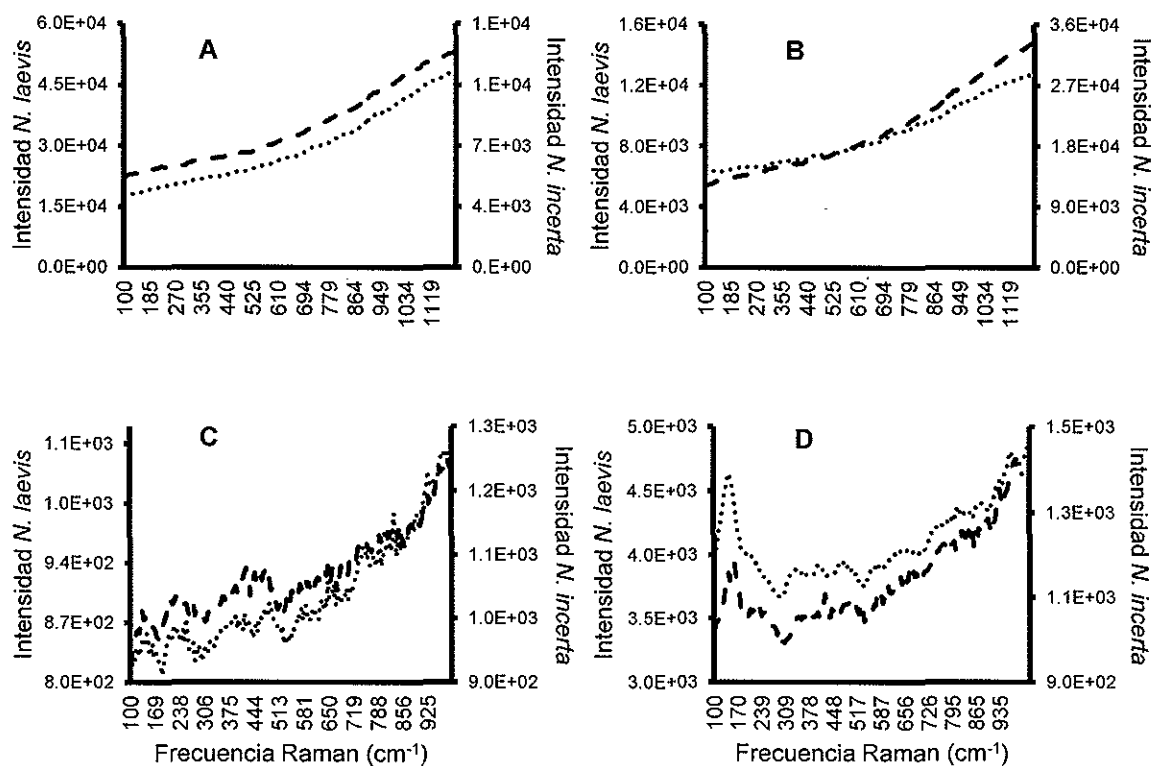 A
Intensidad N. laevis
6.0E+04
4.5E+04
3.0E+04
1.5E+04
0.0E+00
1.E+04
1.E+04
7.E+03
4.E+03
0.E+00
Intensidad N. incerta
100 185 270 355 440 525 610 694 779 864 949 1034 1119
B
Intensidad N. laevis
1.6E+04
1.2E+04
8.0E+03
4.0E+03
0.0E+00
3.6E+04
2.7E+04
1.8E+04
9.0E+03
0.0E+00
Intensidad N. incerta
100 185 270 355 440 525 610 694 779 864 949 1034 1119
C
Intensidad N. laevis
1.1E+03
1.0E+03
9.4E+02
8.7E+02
8.0E+02
1.3E+03
1.2E+03
1.1E+03
1.0E+03
9.0E+02
Intensidad N. incerta
100 169 238 306 375 444 513 581 650 719 788 856 925
Frecuencia Raman (cm⁻¹)
D
Intensidad N. laevis
5.0E+03
4.5E+03
4.0E+03
3.5E+03
3.0E+03
1.5E+03
1.3E+03
1.1E+03
9.0E+02
Intensidad N. incerta
100 170 239 309 378 448 517 587 656 726 795 865 935
Frecuencia Raman (cm⁻¹)